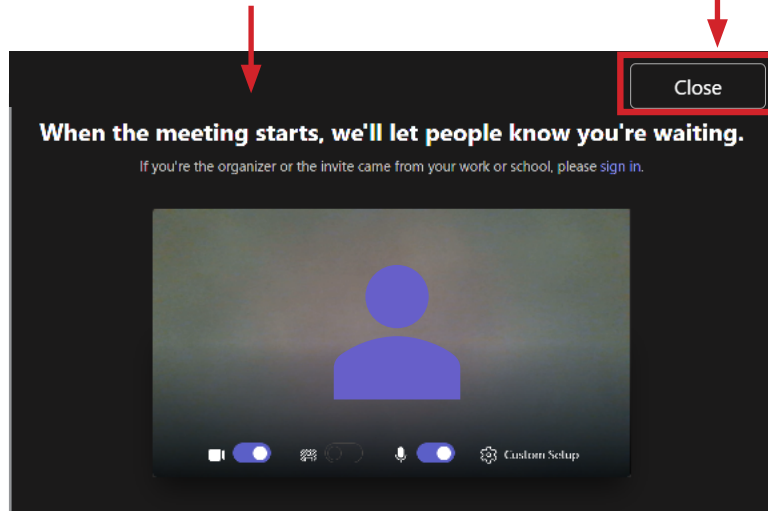 Close
When the meeting starts, we'll let people know you're waiting.
If you're the organizer or the invite came from your work or school, please sign in.
Custom Setup